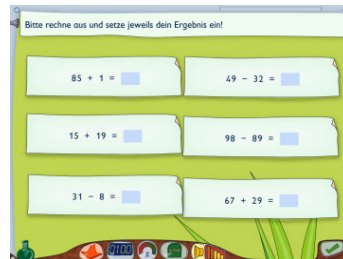 Bitte rechne aus und setze jeweils dein Ergebnis ein!
85 + 1 =
49 − 32 =
15 + 19 =
98 − 89 =
31 − 8 =
67 + 29 =